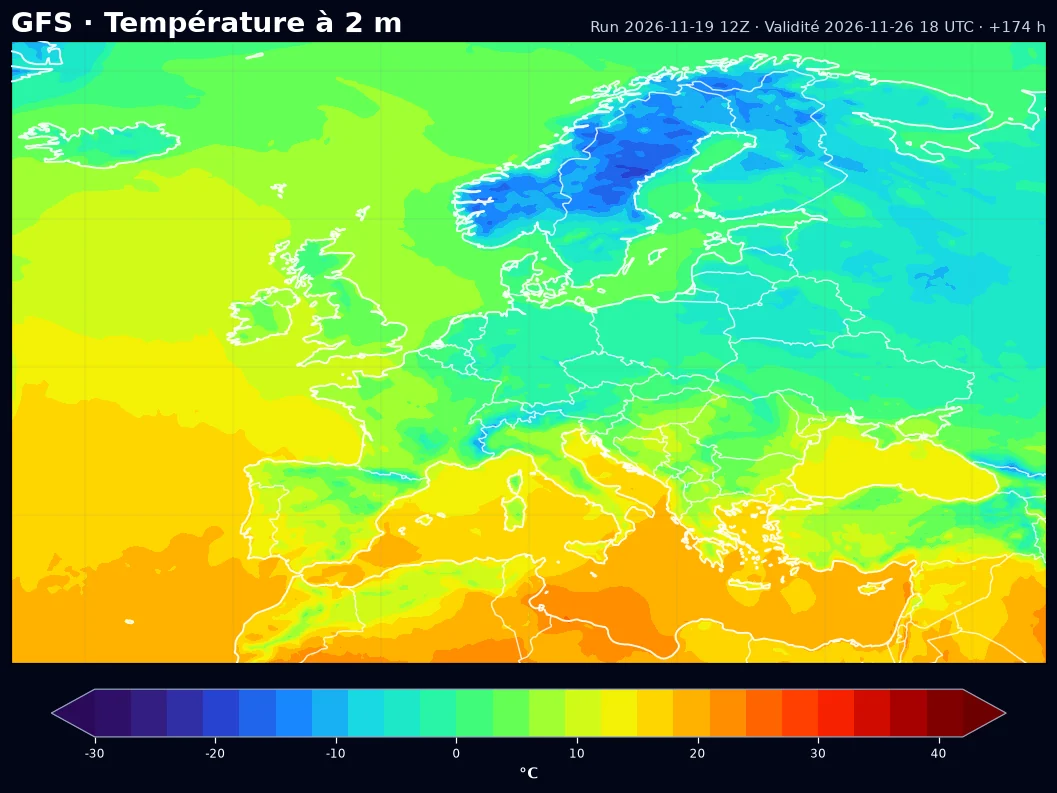 GFS · Température à 2 m
Run 2026-11-19 12Z · Validité 2026-11-26 18 UTC · +174 h
-30 -20 -10 0 10 20 30 40
°C